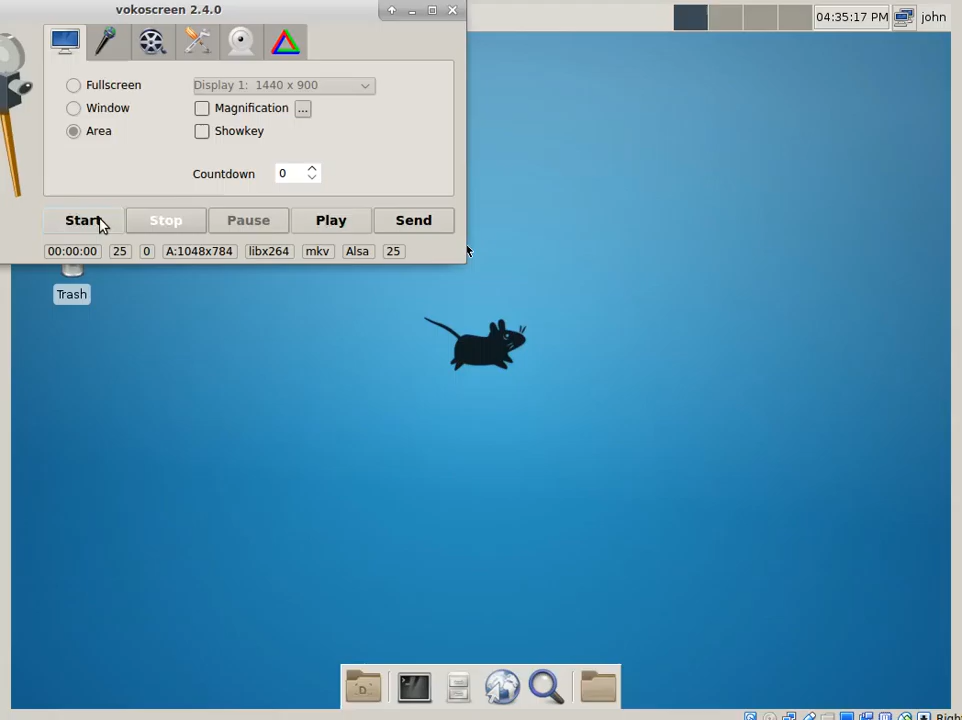 vokoscreen 2.4.0
04:35:17 PM john
Fullscreen Display 1: 1440 x 900
Window Magnification ...
Area Showkey
Countdown 0
Start Stop Pause Play Send
00:00:00 25 0 A:1048x784 libx264 mkv Alsa 25
Trash
D
Right